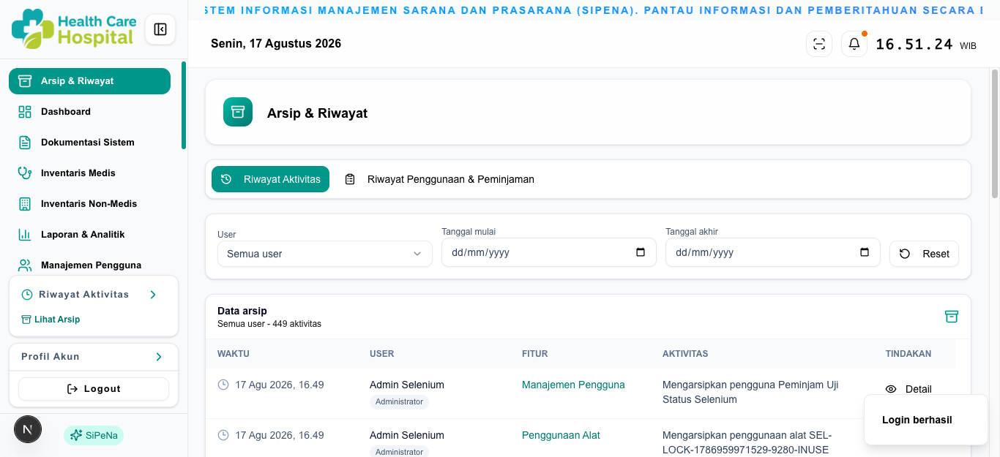 STEM INFORMASI MANAJEMEN SARANA DAN PRASARANA (SIPENA). PANTAU INFORMASI DAN PEMBERITAHUAN SECARA
Health Care
Hospital
Senin, 17 Agustus 2026
16.51.24 WIB
Arsip & Riwayat
Dashboard
Dokumentasi Sistem
Inventaris Medis
Inventaris Non-Medis
Laporan & Analitik
Manajemen Pengguna
Riwayat Aktivitas
Lihat Arsip
Profil Akun
Logout
N
SiPeNa
Arsip & Riwayat
Riwayat Aktivitas
Riwayat Penggunaan & Peminjaman
User
Semua user
Tanggal mulai
dd/mm/yyyy
Tanggal akhir
dd/mm/yyyy
Reset
Data arsip
Semua user - 449 aktivitas
WAKTU USER FITUR AKTIVITAS TINDAKAN
17 Agu 2026, 16.49 Admin Selenium Manajemen Pengguna Mengarsipkan pengguna Peminjam Uji Detail
Administrator Status Selenium
17 Agu 2026, 16.49 Admin Selenium Penggunaan Alat Mengarsipkan penggunaan alat SEL-
Administrator LOCK-1786959971529-9280-INUSE
Login berhasil